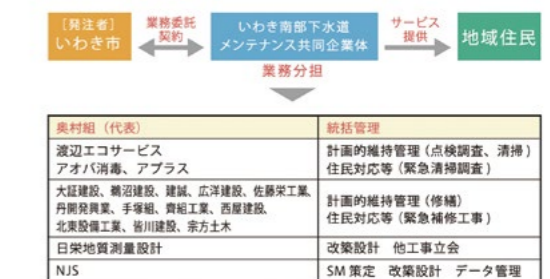 ［発注者］
いわき市
業務委託
契約
いわき南部下水道
メンテナンス共同企業体
サービス
提供
地域住民
業務分担
奥村組（代表） 統括管理
渡辺エコサービス
アオバ消毒、アプラス
計画的維持管理（点検調査、清掃）
住民対応等（緊急清掃調査）
大証建設、鵜沼建設、建誠、広洋建設、佐藤栄工業、
丹開発興業、手塚組、齊組工業、西屋建設、
北東設備工業、皆川建設、宗方土木
計画的維持管理（修繕）
住民対応等（緊急補修工事）
日栄地質測量設計 改築設計　他工事立会
NJS SM 策定　改築設計　データ管理